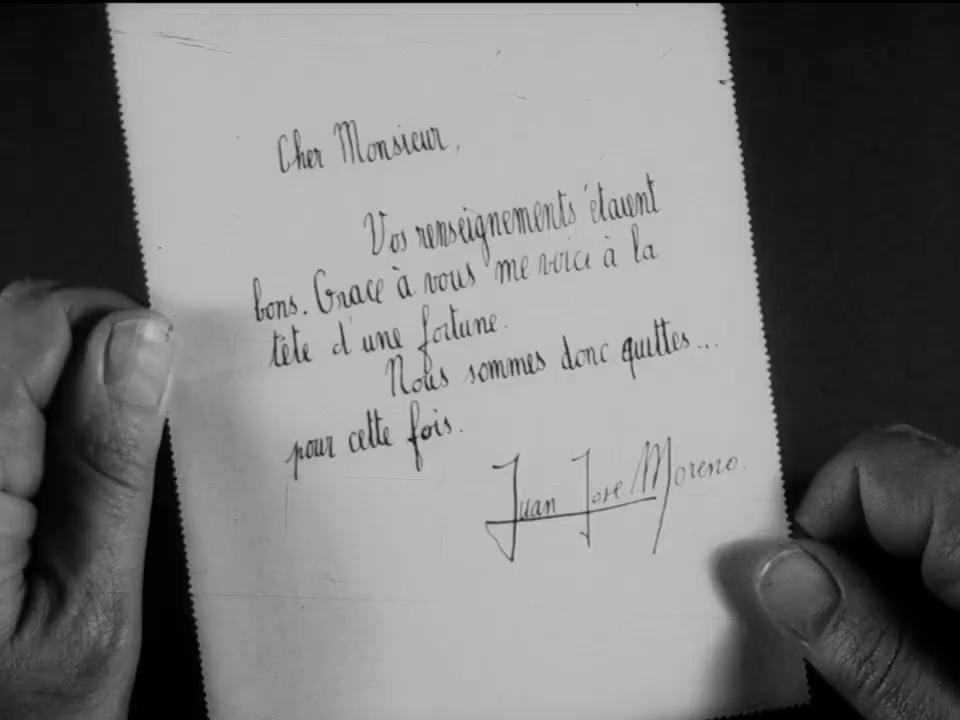 Cher Monsieur,
Vos renseignements étaient
bons. Grace à vous me voici à la
tête d'une fortune.
Nous sommes donc quittes...
pour cette fois.
Juan José Moreno.